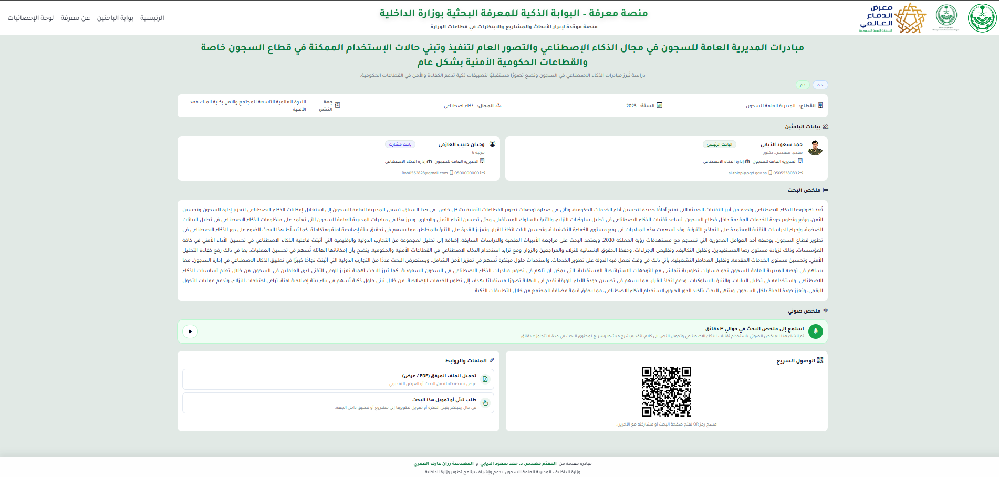 معرض
الدفاع
العالمي
المملكة العربية السعودية
منصة معرفة - البوابة الذكية للمعرفة البحثية بوزارة الداخلية
منصة موحّدة لإبراز الأبحاث والمشاريع والابتكارات في قطاعات الوزارة
الرئيسية بوابة الباحثين عن معرفة لوحة الإحصائيات
مبادرات المديرية العامة للسجون في مجال الذكاء الإصطناعي والتصور العام لتنفيذ وتبني حالات الإستخدام الممكنة في قطاع السجون خاصة
والقطاعات الحكومية الأمنية بشكل عام
دراسة تُبرز مبادرات الذكاء الاصطناعي في السجون وتضع تصورًا مستقبليًا لتطبيقات ذكية تدعم الكفاءة والأمن في القطاعات الحكومية.
بحث عام
القطاع: المديرية العامة للسجون
السنة: 2023
المجال: ذكاء اصطناعي
جهة النشر: الندوة العالمية التاسعة للمجتمع والأمن بكلية الملك فهد
الأمنية
بيانات الباحثين
حمد سعود الذيابي الباحث الرئيسي
مقدم. مهندس. دكتور.
المديرية العامة للسجون إدارة الذكاء الاصطناعي
0505538083 al-thiapi@pgd.gov.sa
وجدان حبيب العازمي باحث مشارك
مرتبة 6
المديرية العامة للسجون إدارة الذكاء الاصطناعي
0500000000 Roh0552828@gmail.com
ملخص البحث
تُعدّ تكنولوجيا الذكاء الاصطناعي واحدة من أبرز التقنيات الحديثة التي تفتح آفاقًا جديدة لتحسين أداء الخدمات الحكومية، وتأتي في صدارة توجهات تطوير القطاعات الأمنية بشكل خاص. في هذا السياق، تسعى المديرية العامة للسجون إلى استغلال إمكانات الذكاء الاصطناعي لتعزيز إدارة السجون وتحسين
الأمن، ورفع وتطوير جودة الخدمات المقدمة داخل قطاع السجون. تساعد تقنيات الذكاء الاصطناعي في تحليل سلوكيات النزلاء، والتنبؤ بالسلوك المستقبلي، وحتى تحسين الأداء الأمني والإداري. ويبرز هذا في مبادرات المديرية العامة للسجون التي تعتمد على منظومات الذكاء الاصطناعي في تحليل البيانات
الضخمة، وإجراء الدراسات التقنية المعتمدة على النماذج التنبؤية. وقد أسهمت هذه المبادرات في رفع مستوى الكفاءة التشغيلية، وتحسين آليات اتخاذ القرار، وتعزيز القدرة على التنبؤ بالمخاطر، مما يسهم في تحقيق بيئة إصلاحية آمنة ومتكاملة. كما يُسلّط هذا البحث الضوء على دور الذكاء الاصطناعي في
تطوير قطاع السجون، بوصفه أحد العوامل المحورية التي تنسجم مع مستهدفات رؤية المملكة 2030. ويعتمد البحث على مراجعة الأدبيات العلمية والدراسات السابقة، إضافة إلى تحليل لمجموعة من التجارب الدولية والإقليمية التي أثبتت فاعلية الذكاء الاصطناعي في تحسين الأداء الأمني في كافة
المؤسسات، وذلك لزيادة مستوى رضا المستفيدين، وتقليل التكاليف، وتقليص الإجراءات، وحفظ الحقوق الإنسانية للنزلاء والمراجعين والزوار. ومع تزايد استخدام الذكاء الاصطناعي في القطاعات الأمنية والحكومية، يتضح بأن إمكاناتها الهائلة تُسهم في تحسين العمليات، بما في ذلك رفع كفاءة التحليل
الأمني، وتحسين مستوى الخدمات المقدمة، وتقليل المخاطر التشغيلية. يأتي ذلك في وقت تعمل فيه الدولة على تطوير الخدمات، واستحداث حلول مبتكرة تُسهم في تعزيز الأمن الشامل. ويستعرض البحث عددًا من التجارب الدولية التي أثبتت نجاحًا كبيرًا في تطبيق الذكاء الاصطناعي في إدارة السجون، مما
يساهم في توجيه المديرية العامة للسجون نحو مسارات تطويرية تتماشى مع التوجهات الاستراتيجية المستقبلية، التي يمكن أن تلهم في تطوير مبادرات الذكاء الاصطناعي في السجون السعودية. كما يُبرز البحث أهمية تعزيز الوعي التقني لدى العاملين في السجون من خلال تعلم أساسيات الذكاء
الاصطناعي، واستخدامه في تحليل البيانات، والتنبؤ بالسلوكيات، ودعم اتخاذ القرار، مما يسهم في تحسين جودة الأداء. الورقة تقدم في النهاية تصورًا مستقبليًا يهدف إلى تطوير الخدمات الإصلاحية، من خلال تبني حلول ذكية تُسهم في بناء بيئة إصلاحية آمنة، تراعي احتياجات النزلاء، وتدعم عمليات التحول
الرقمي، وتعزز جودة الحياة داخل السجون. وينتهي البحث بتأكيد الدور الحيوي لاستخدام الذكاء الاصطناعي، مما يحقق قيمة مضافة للمجتمع من خلال التطبيقات الذكية.
ملخص صوتي
استمع إلى ملخص البحث في حوالي ٣ دقائق
تم إنشاء هذا الملخص الصوتي باستخدام تقنيات الذكاء الاصطناعي وتحويل النص إلى كلام، لتقديم شرح مبسّط وسريع لمحتوى البحث في مدة لا تتجاوز ٣ دقائق.
الوصول السريع
امسح رمز QR لفتح صفحة البحث أو مشاركته مع الآخرين.
الملفات والروابط
تحميل الملف المرفق (PDF / عرض)
عرض نسخة كاملة من البحث أو العرض التقديمي.
طلب تبنّي أو تمويل هذا البحث
في حال رغبتكم بتبنّي الفكرة أو تمويل تطويرها إلى مشروع أو تطبيق داخل الجهة.
مبادرة مقدمة من المقدّم مهندس د. حمد سعود الذيابي و المهندسة رزان عارف العمري
وزارة الداخلية - المديرية العامة للسجون بدعم وإشراف برنامج تطوير وزارة الداخلية